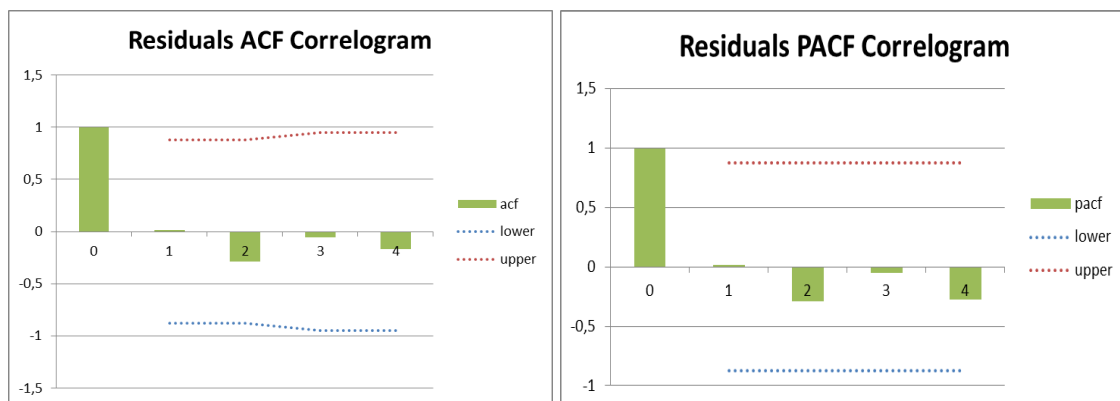 Residuals ACF Correlogram
1,5
1
0,5
0
-0,5
-1
-1,5
0 1 2 3 4
acf
lower
upper
Residuals PACF Correlogram
1,5
1
0,5
0
-0,5
-1
0 1 2 3 4
pacf
lower
upper